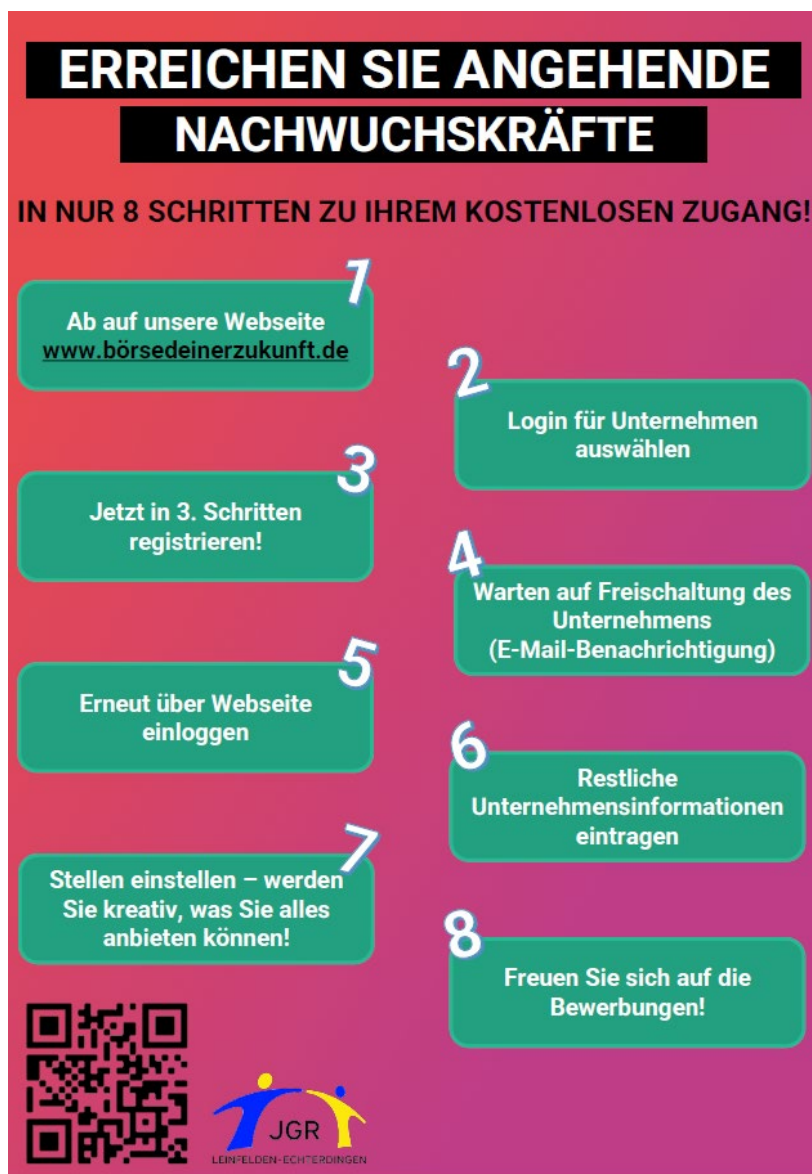 ERREICHEN SIE ANGEHENDE
NACHWUCHSKRÄFTE
IN NUR 8 SCHRITTEN ZU IHREM KOSTENLOSEN ZUGANG!
1
Ab auf unsere Webseite
www.börsedeinerzukunft.de
2
Login für Unternehmen
auswählen
3
Jetzt in 3. Schritten
registrieren!
4
Warten auf Freischaltung des
Unternehmens
(E-Mail-Benachrichtigung)
5
Erneut über Webseite
einloggen
6
Restliche
Unternehmensinformationen
eintragen
7
Stellen einstellen – werden
Sie kreativ, was Sie alles
anbieten können!
8
Freuen Sie sich auf die
Bewerbungen!
JGR
LEINFELDEN-ECHTERDINGEN